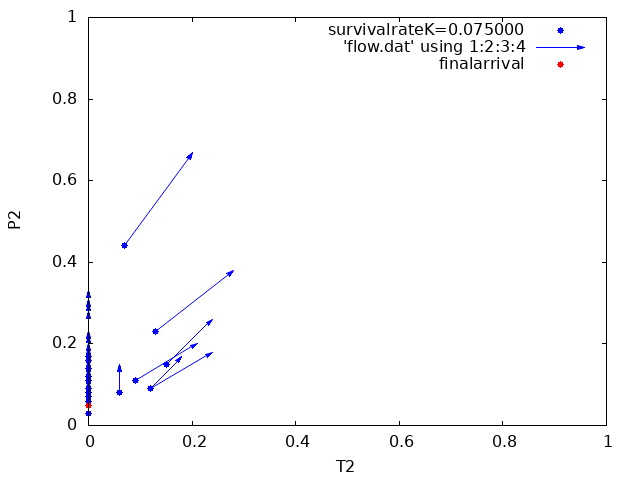 survivalrateK=0.075000
'flow.dat' using 1:2:3:4
finalarrival
1
0.8
0.6
0.4
0.2
0
P2
0 0.2 0.4 0.6 0.8 1
T2